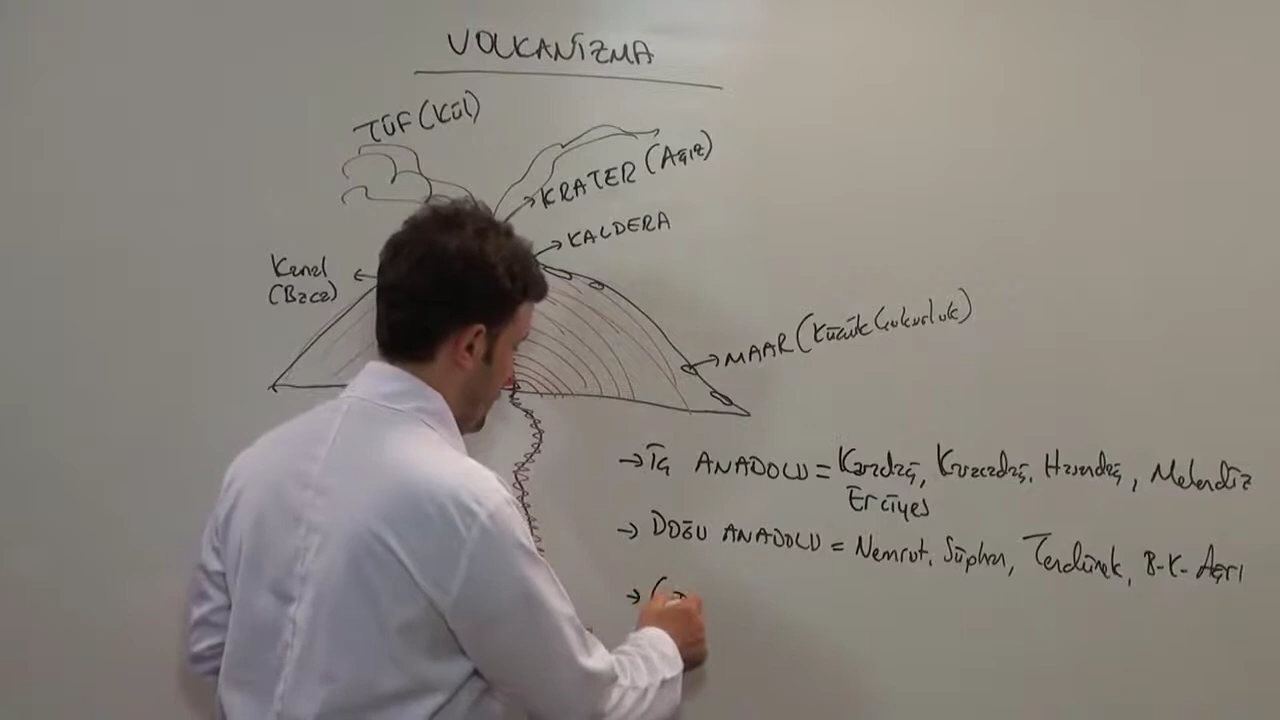 VOLKANİZMA
TÜF (Kül)
KRATER (Ağız)
KALDERA
Kanal
(Baca)
MAAR (Küçük Çukurluk)
→ İç ANADOLU = Karadağ, Karacadağ, Hasandağ, Melendiz
Erciyes
→ DOĞU ANADOLU = Nemrut, Süphan, Tendürek, B-K-Ağrı
→